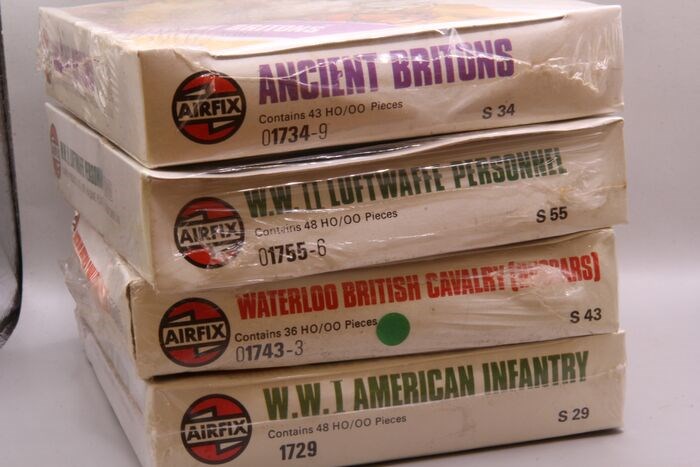 ANCIENT BRITONS
AIRFIX
Contains 43 HO/OO Pieces
S 34
01734-9
W.W.II LUFTWAFFE PERSONNEL
AIRFIX
Contains 48 HO/OO Pieces
S 55
01755-6
WATERLOO BRITISH CAVALRY (HUSSARS)
AIRFIX
Contains 36 HO/OO Pieces
S 43
01743-3
W.W.I AMERICAN INFANTRY
AIRFIX
Contains 48 HO/OO Pieces
S 29
1729